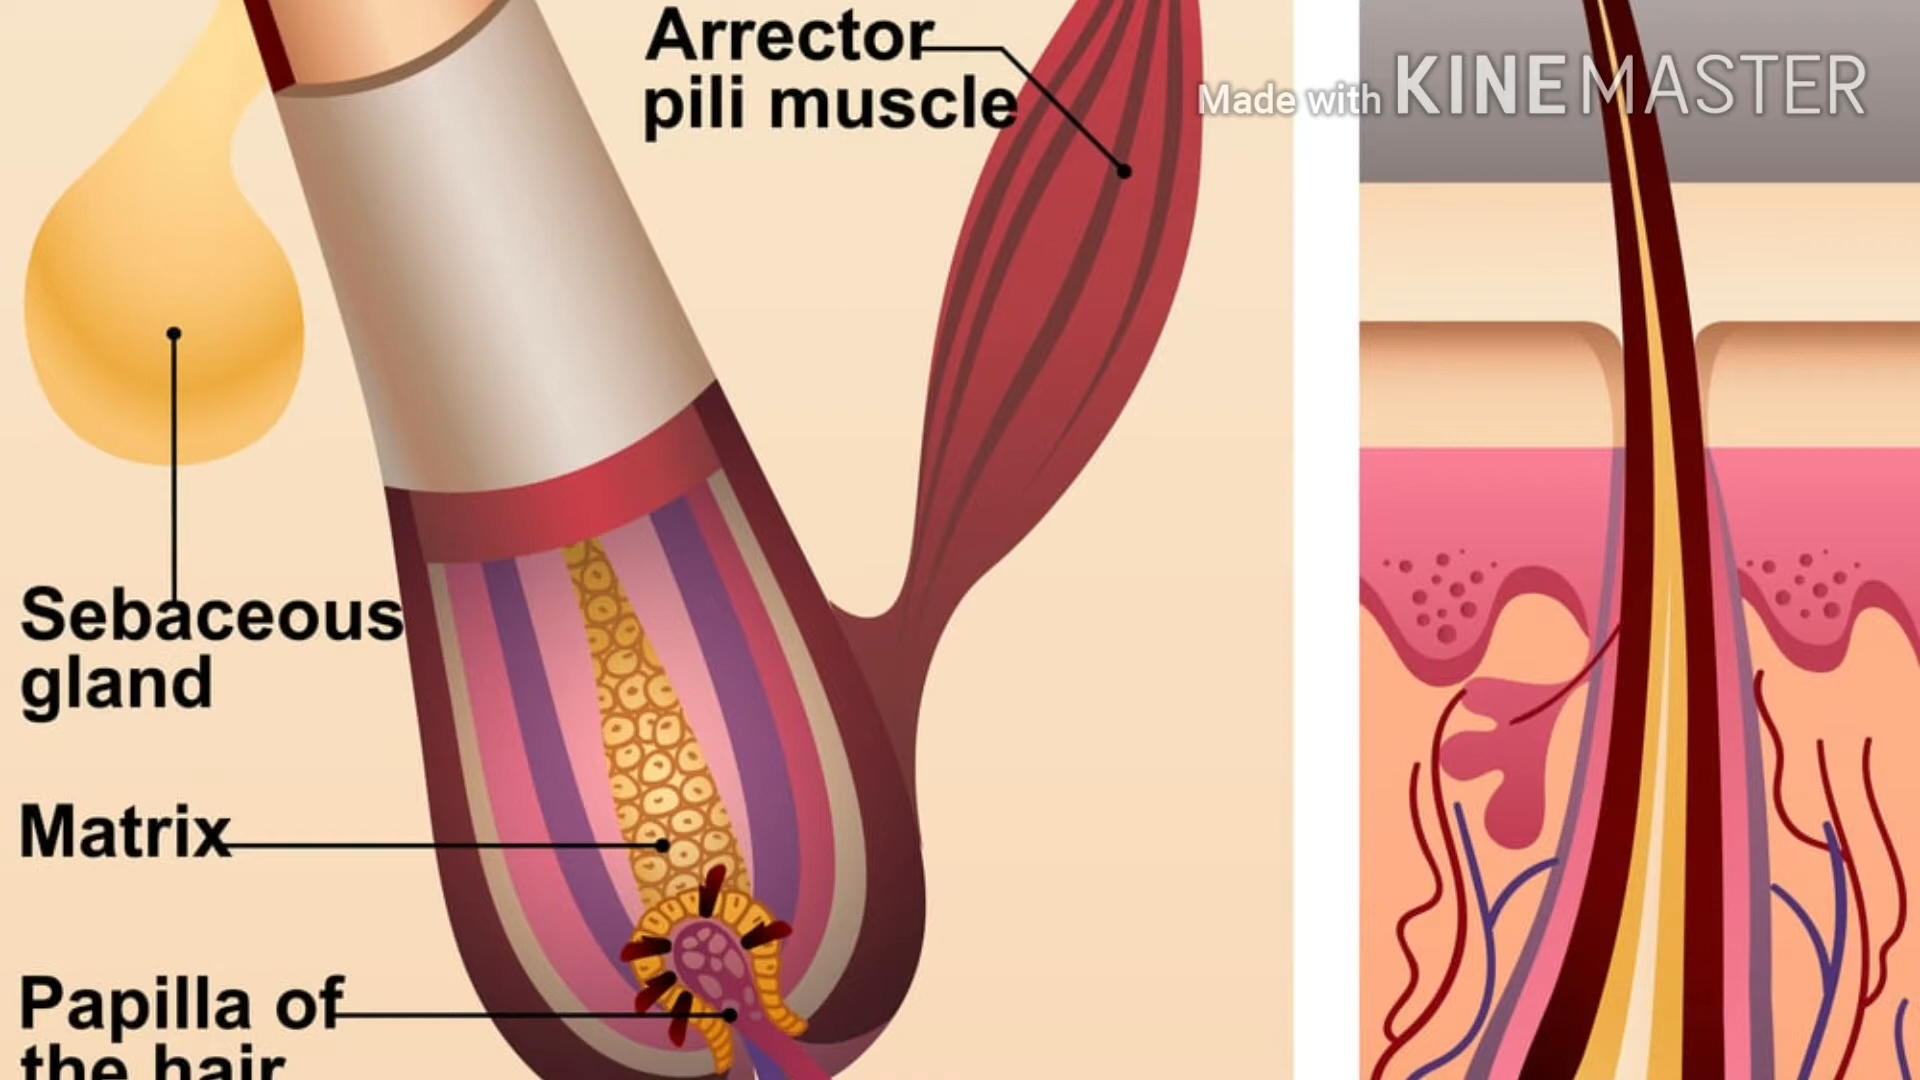 Arrector
pili muscle
Made with KINEMASTER
Sebaceous
gland
Matrix
Papilla of
the hair